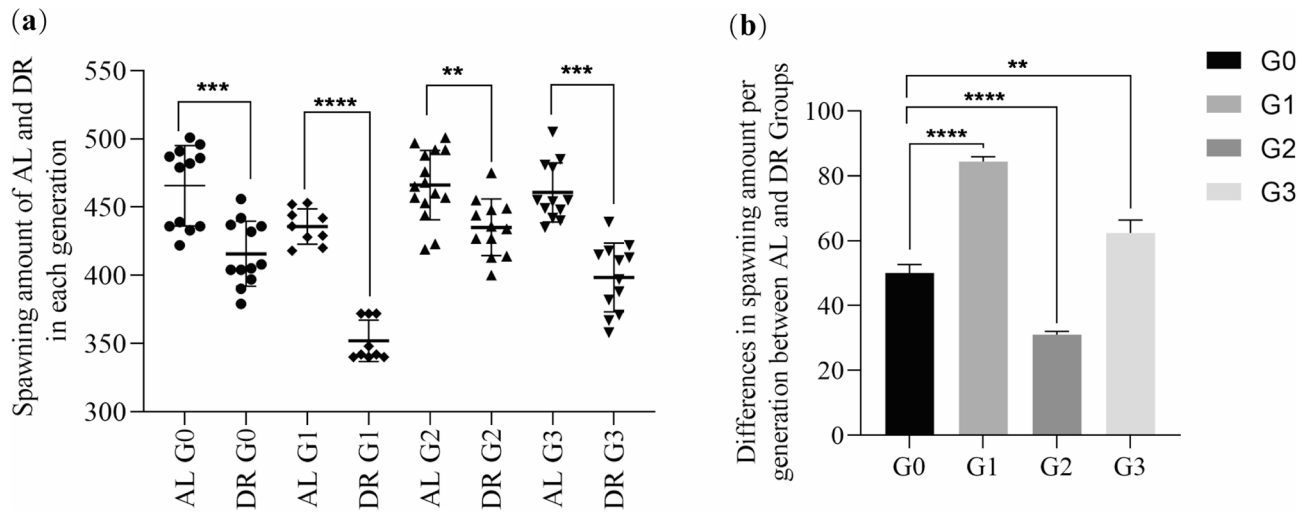 (a)
Spawning amount of AL and DR
in each generation
550
500
450
400
350
300
***
****
**
***
AL G0
DR G0
AL G1
DR G1
AL G2
DR G2
AL G3
DR G3
(b)
Differences in spawning amount per
generation between AL and DR Groups
100
80
60
40
20
0
**
****
****
G0
G1
G2
G3
G0
G1
G2
G3